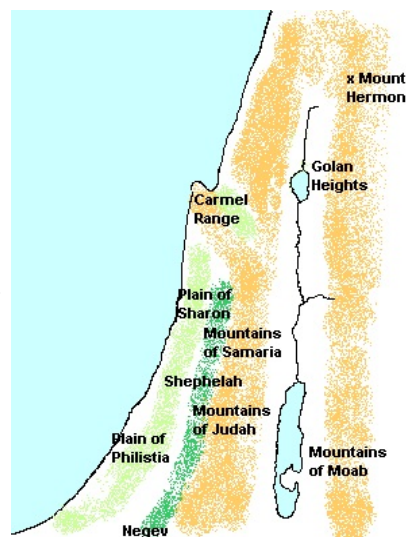 x Mount
Hermon
Golan
Heights
Carmel
Range
Plain of
Sharon
Mountains
of Samaria
Shephelah
Mountains
of Judah
Plain of
Philistia
Mountains
of Moab
Negev